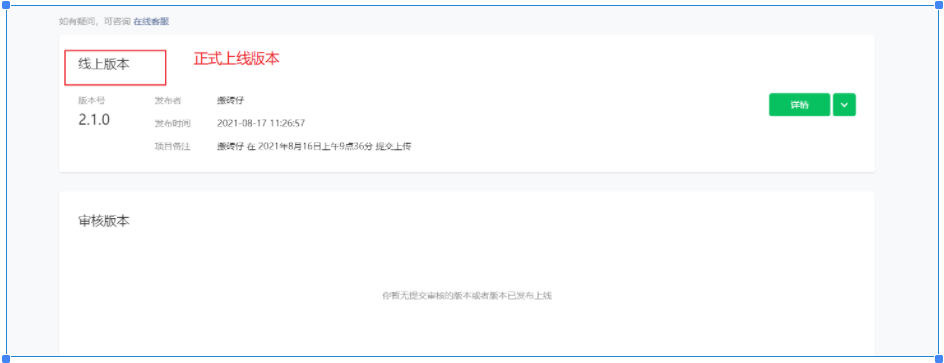 如有疑问，可咨询 在线客服
线上版本
正式上线版本
版本号
发布者
搬砖仔
详情
2.1.0
发布时间
2021-08-17 11:26:57
项目备注
搬砖仔 在 2021年8月16日上午9点36分 提交上传
审核版本
你暂无提交审核的版本或者版本已发布上线